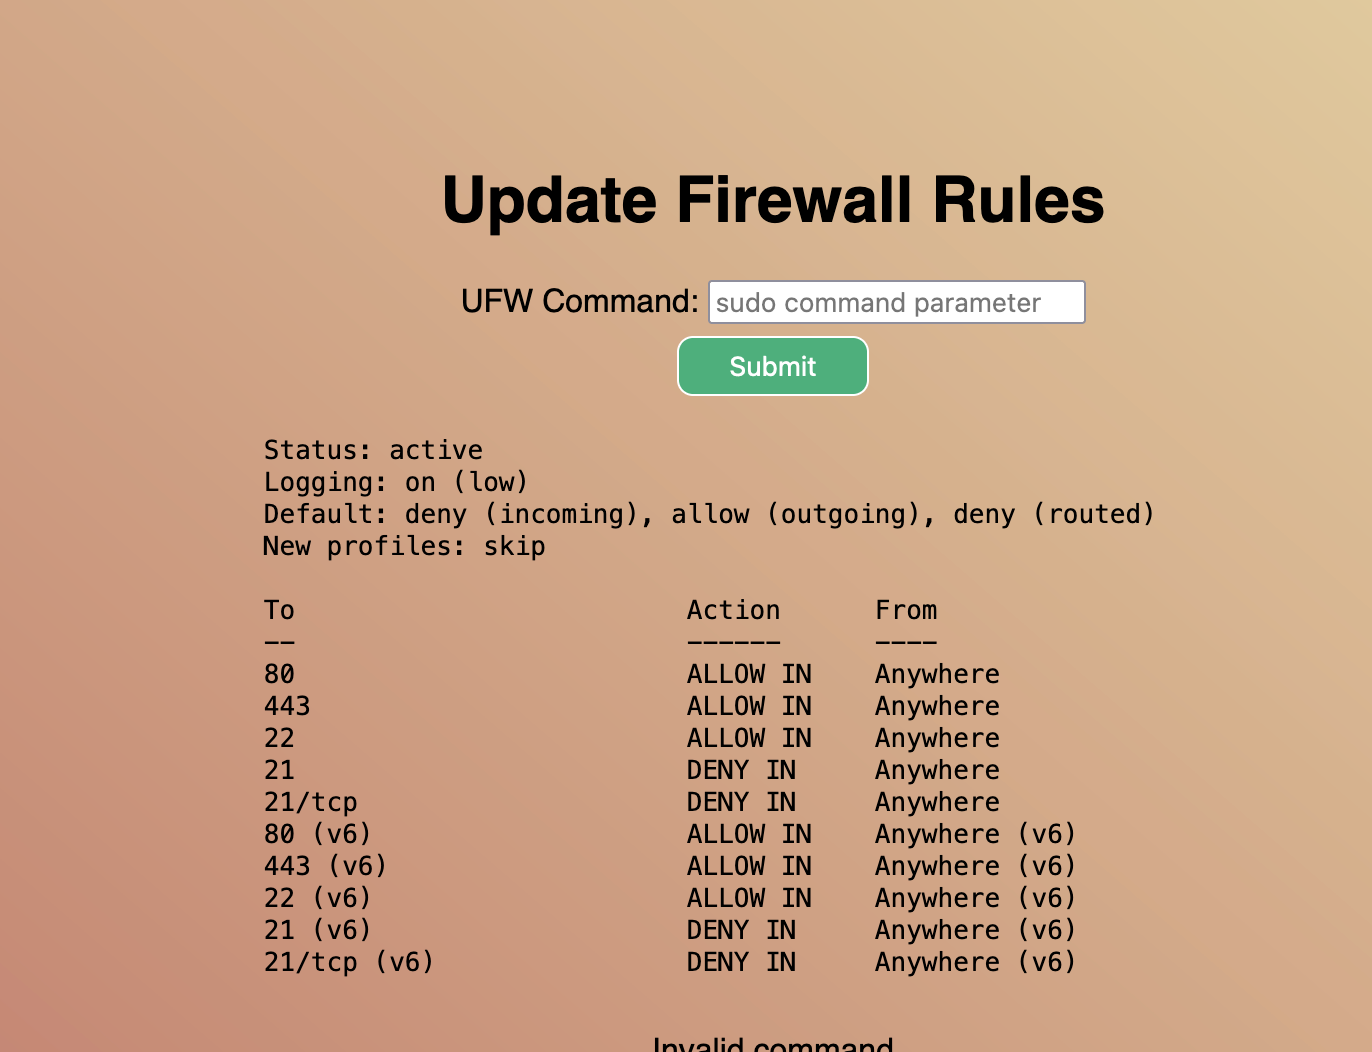 Update Firewall Rules
UFW Command: sudo command parameter
Submit
Status: active
Logging: on (low)
Default: deny (incoming), allow (outgoing), deny (routed)
New profiles: skip
To Action From
-- ------ ----
80 ALLOW IN Anywhere
443 ALLOW IN Anywhere
22 ALLOW IN Anywhere
21 DENY IN Anywhere
21/tcp DENY IN Anywhere
80 (v6) ALLOW IN Anywhere (v6)
443 (v6) ALLOW IN Anywhere (v6)
22 (v6) ALLOW IN Anywhere (v6)
21 (v6) DENY IN Anywhere (v6)
21/tcp (v6) DENY IN Anywhere (v6)
Invalid command